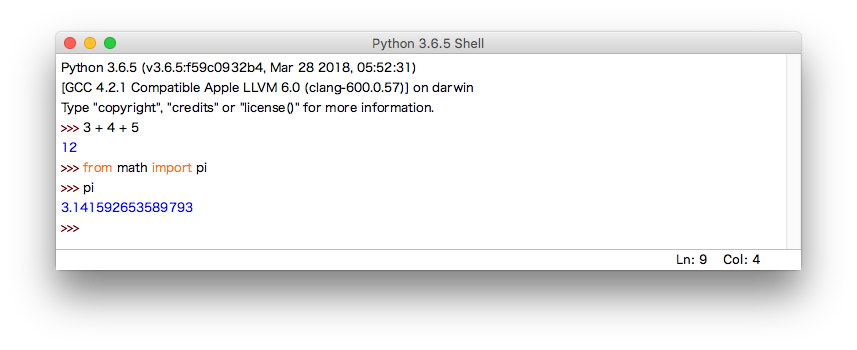 Python 3.6.5 Shell
Python 3.6.5 (v3.6.5:f59c0932b4, Mar 28 2018, 05:52:31)
[GCC 4.2.1 Compatible Apple LLVM 6.0 (clang-600.0.57)] on darwin
Type "copyright", "credits" or "license()" for more information.
>>> 3 + 4 + 5
12
>>> from math import pi
>>> pi
3.141592653589793
>>>
Ln: 9 Col: 4